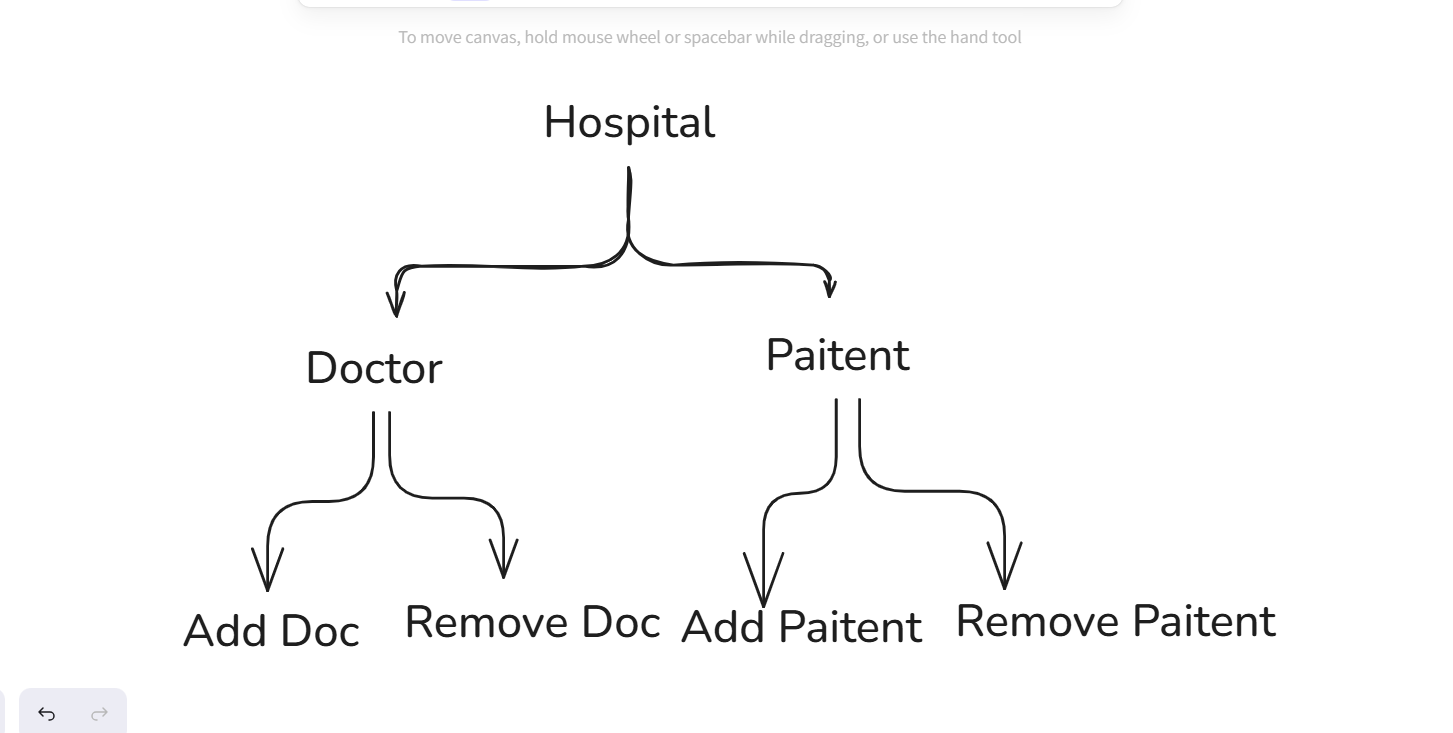 To move canvas, hold mouse wheel or spacebar while dragging, or use the hand tool
Hospital
Doctor
Paitent
Add Doc
Remove Doc
Add Paitent
Remove Paitent